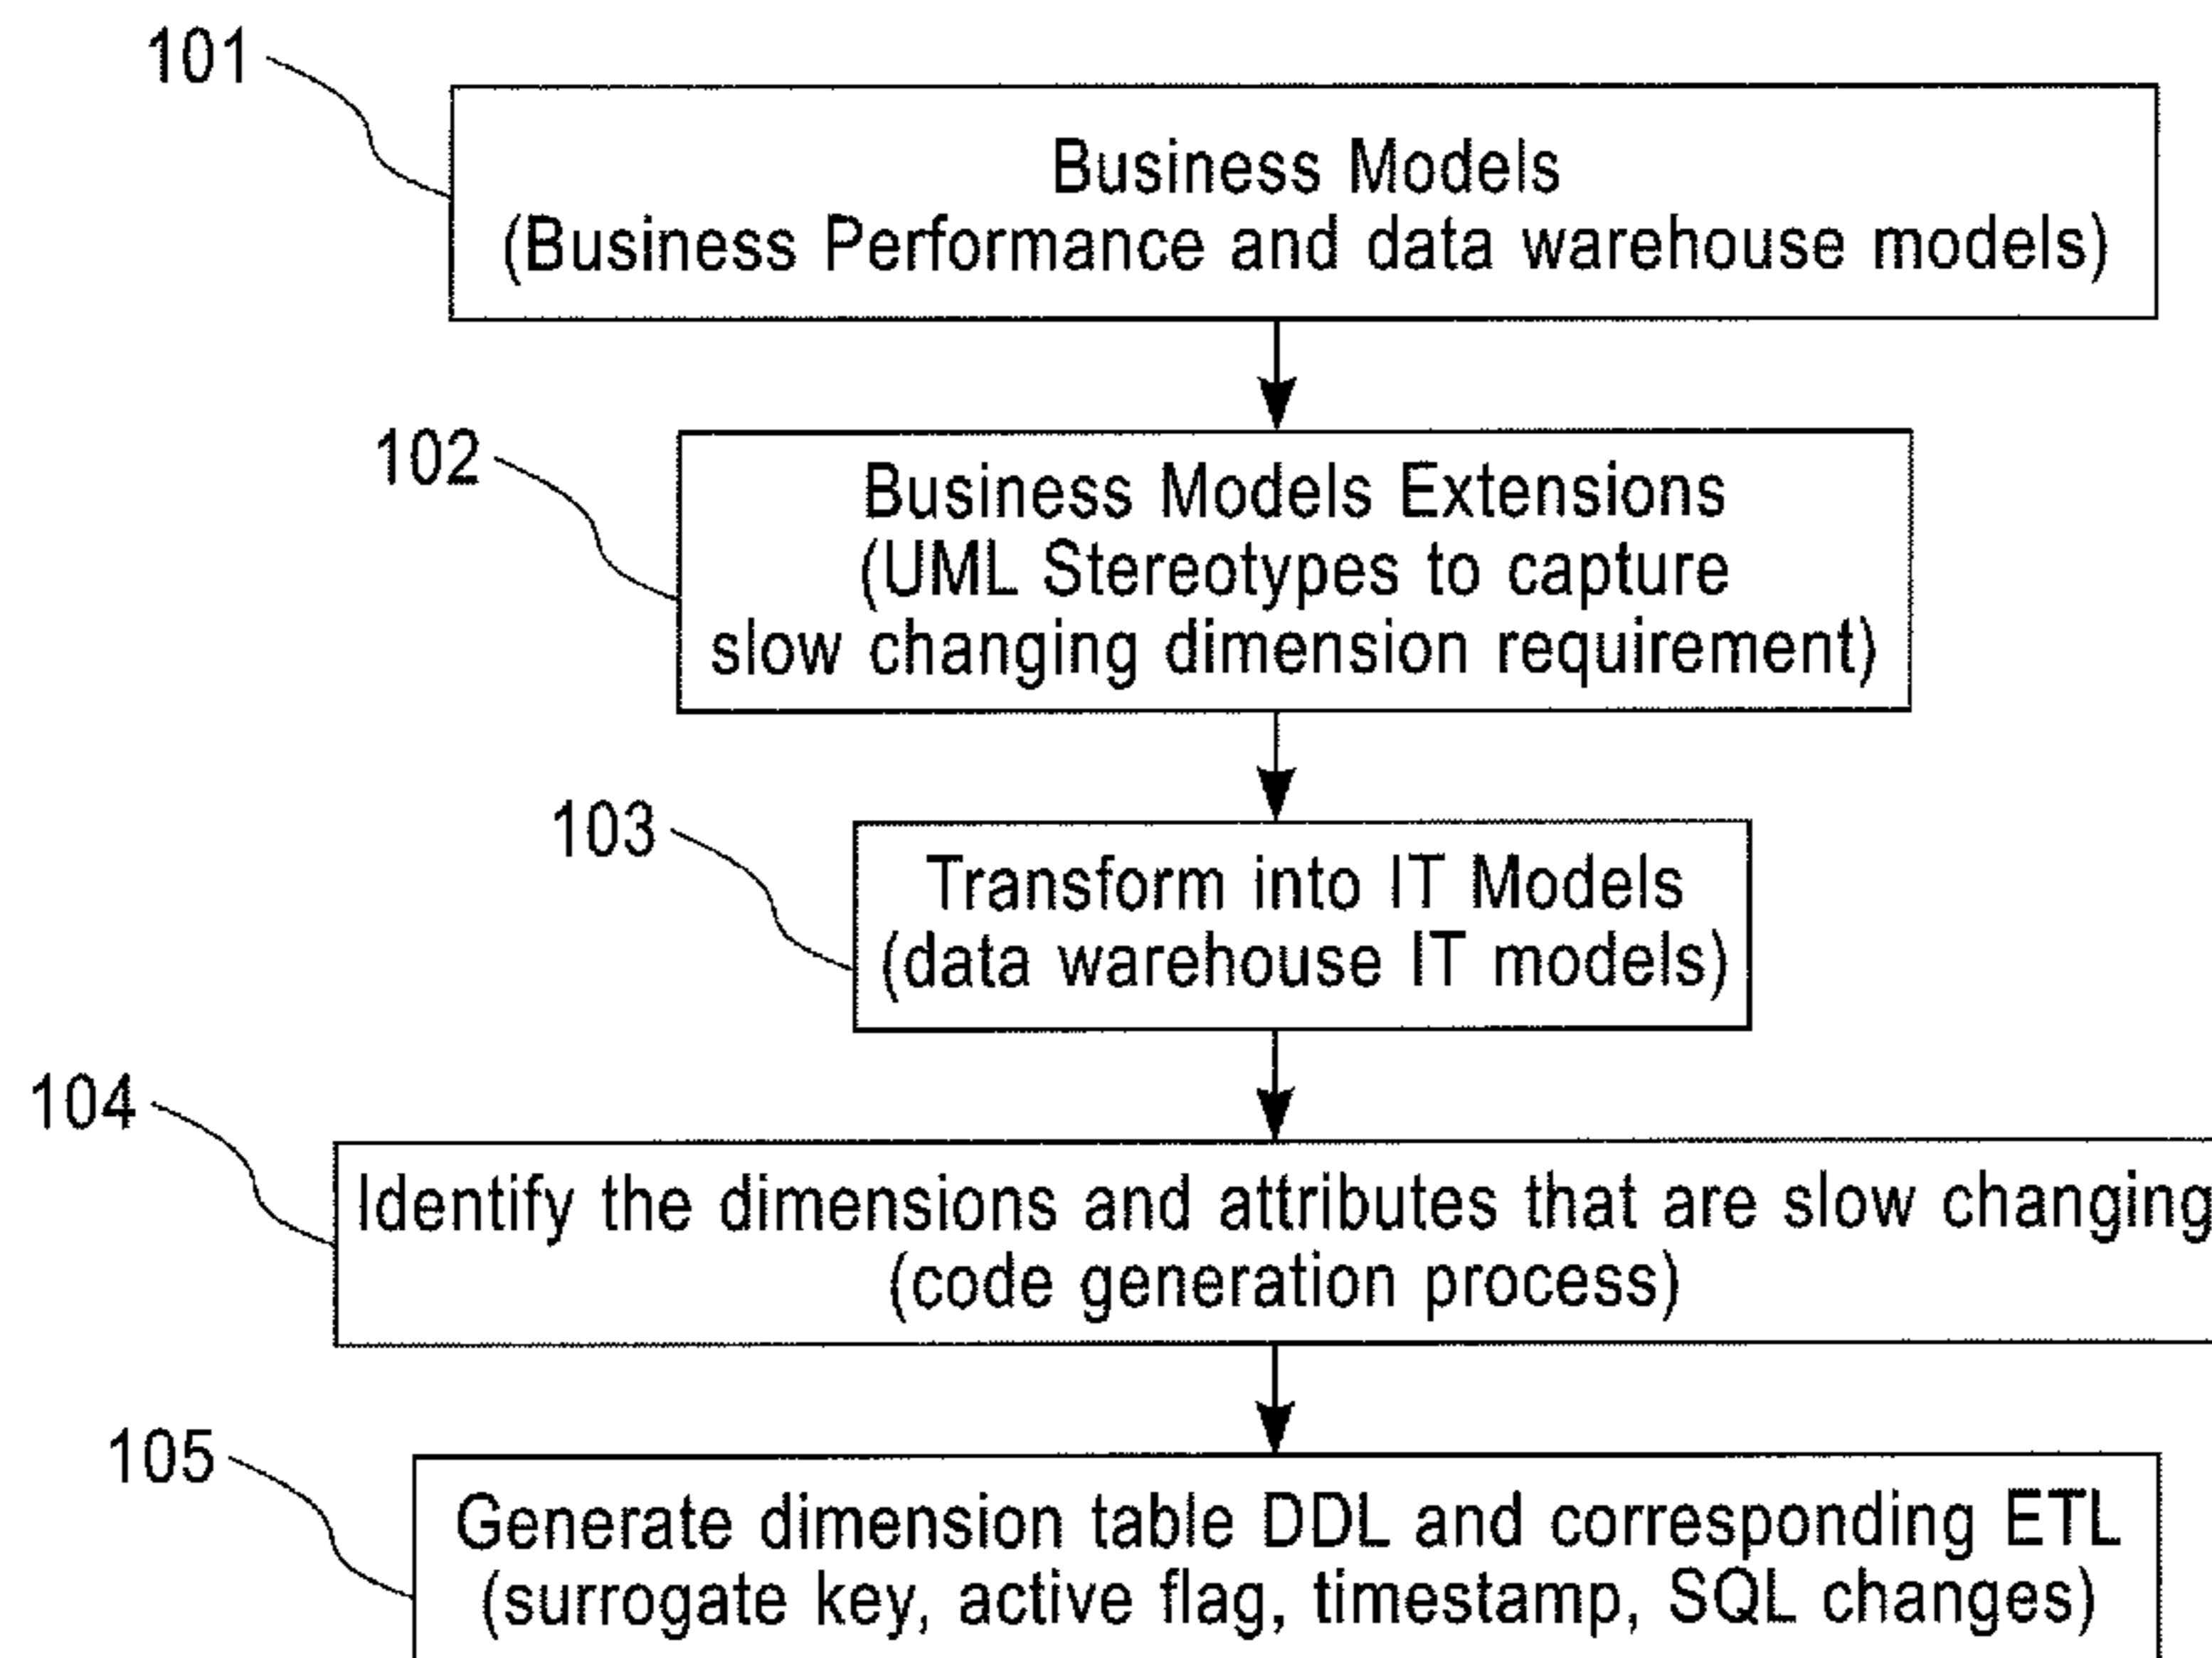 101
Business Models
(Business Performance and data warehouse models)
102
Business Models Extensions
(UML Stereotypes to capture
slow changing dimension requirement)
103
Transform into IT Models
(data warehouse IT models)
104
Identify the dimensions and attributes that are slow changing
(code generation process)
105
Generate dimension table DDL and corresponding ETL
(surrogate key, active flag, timestamp, SQL changes)